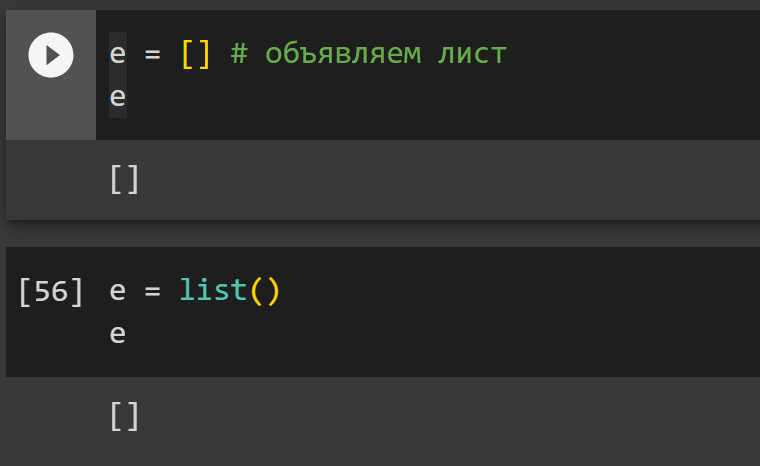 e = [] # объявляем лист
e
[]
[56] e = list()
e
[]